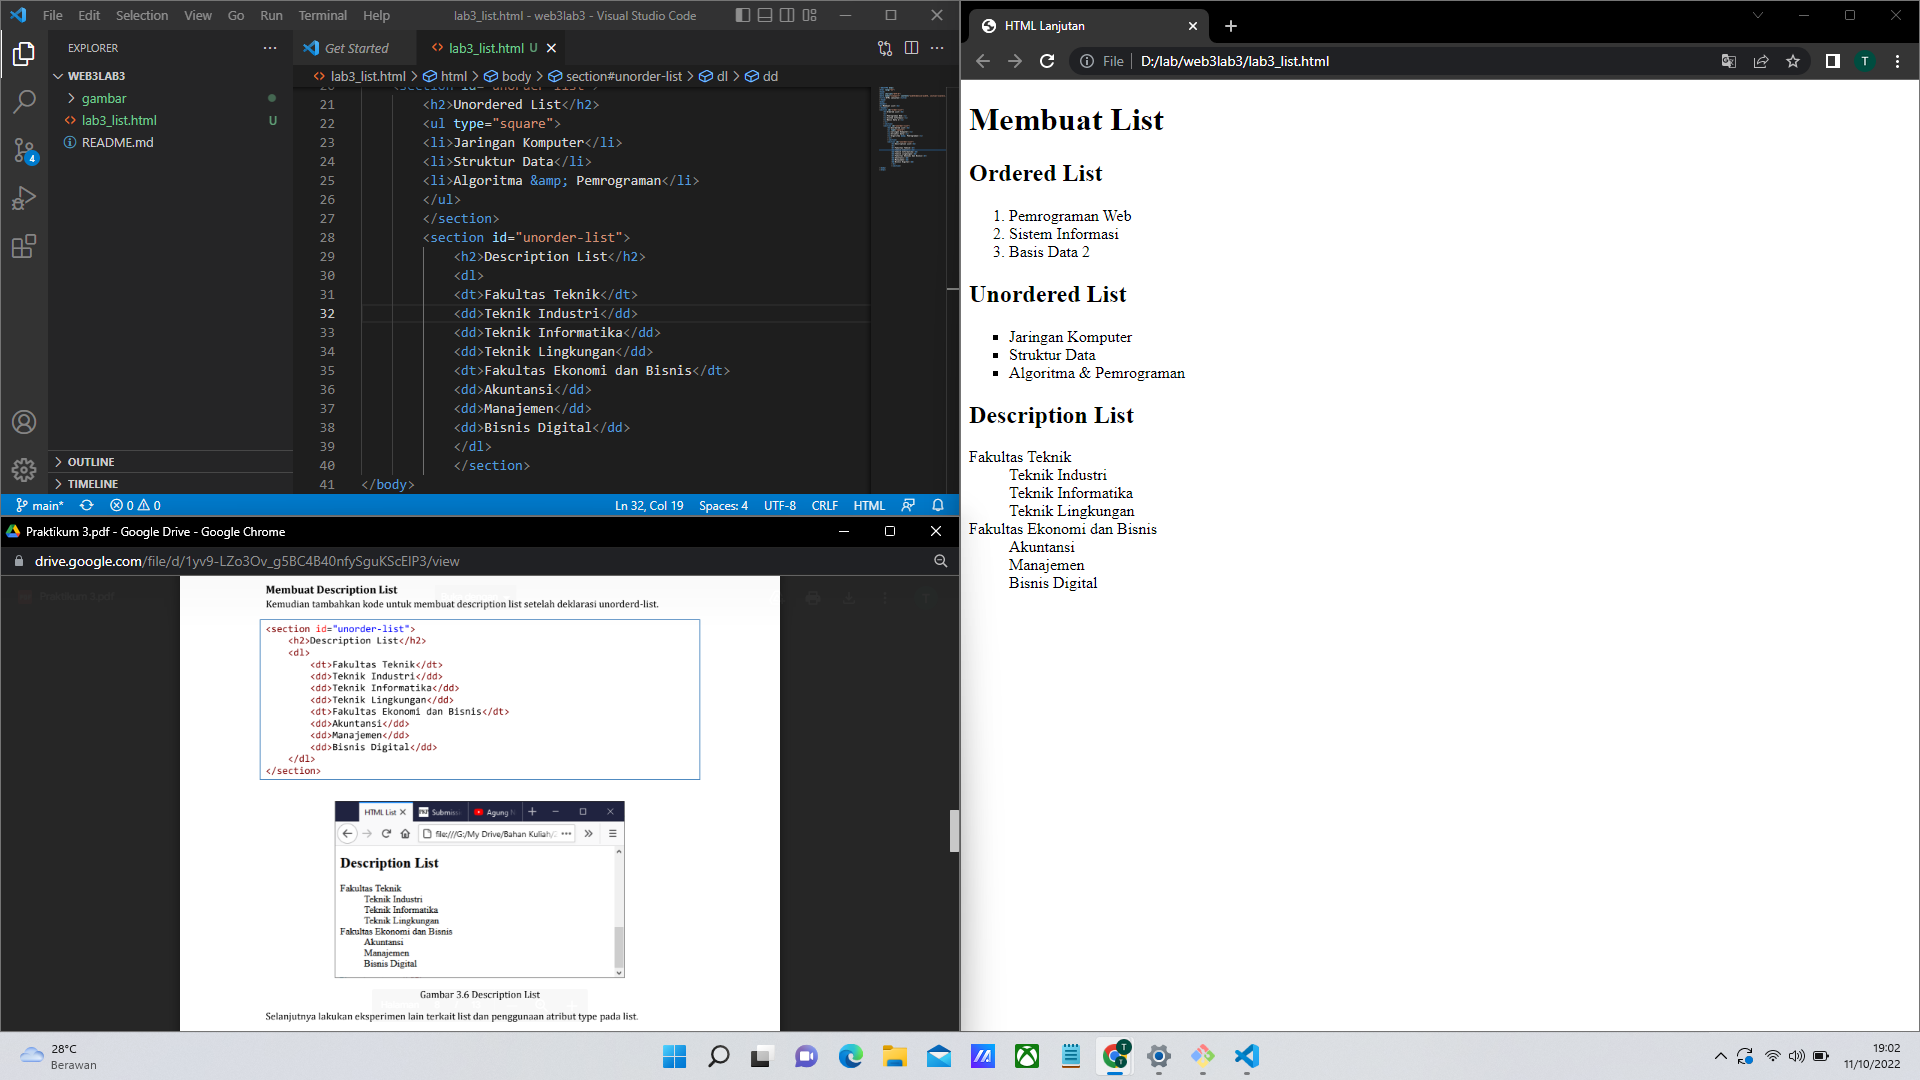 File Edit Selection View Go Run Terminal Help
lab3_list.html - web3lab3 - Visual Studio Code
EXPLORER
WEB3LAB3
gambar
lab3_list.html U
README.md
OUTLINE
TIMELINE
4
Get Started
lab3_list.html U
lab3_list.html > html > body > section#unorder-list > dl > dd
20 <section id="unorder-list">
21 <h2>Unordered List</h2>
22 <ul type="square">
23 <li>Jaringan Komputer</li>
24 <li>Struktur Data</li>
25 <li>Algoritma &amp; Pemrograman</li>
26 </ul>
27 </section>
28 <section id="unorder-list">
29 <h2>Description List</h2>
30 <dl>
31 <dt>Fakultas Teknik</dt>
32 <dd>Teknik Industri</dd>
33 <dd>Teknik Informatika</dd>
34 <dd>Teknik Lingkungan</dd>
35 <dt>Fakultas Ekonomi dan Bisnis</dt>
36 <dd>Akuntansi</dd>
37 <dd>Manajemen</dd>
38 <dd>Bisnis Digital</dd>
39 </dl>
40 </section>
41 </body>
main* 0 0 Ln 32, Col 19 Spaces: 4 UTF-8 CRLF HTML
Praktikum 3.pdf - Google Drive - Google Chrome
drive.google.com/file/d/1yv9-LZo3Ov_g5BC4B40nfySguKScEIP3/view
Praktikum 3.pdf
Membuat Description List
Kemudian tambahkan kode untuk membuat description list setelah deklarasi unorderd-list.
<section id="unorder-list">
<h2>Description List</h2>
<dl>
<dt>Fakultas Teknik</dt>
<dd>Teknik Industri</dd>
<dd>Teknik Informatika</dd>
<dd>Teknik Lingkungan</dd>
<dt>Fakultas Ekonomi dan Bisnis</dt>
<dd>Akuntansi</dd>
<dd>Manajemen</dd>
<dd>Bisnis Digital</dd>
</dl>
</section>
HTML List Submiss Agung
file:///G:/My Drive/Bahan Kuliah/
Description List
Fakultas Teknik
Teknik Industri
Teknik Informatika
Teknik Lingkungan
Fakultas Ekonomi dan Bisnis
Akuntansi
Manajemen
Bisnis Digital
Gambar 3.6 Description List
Selanjutnya lakukan eksperimen lain terkait list dan penggunaan atribut type pada list.
HTML Lanjutan
File D:/lab/web3lab3/lab3_list.html T
Membuat List
Ordered List
1. Pemrograman Web
2. Sistem Informasi
3. Basis Data 2
Unordered List
Jaringan Komputer
Struktur Data
Algoritma & Pemrograman
Description List
Fakultas Teknik
Teknik Industri
Teknik Informatika
Teknik Lingkungan
Fakultas Ekonomi dan Bisnis
Akuntansi
Manajemen
Bisnis Digital
28°C
Berawan
T
T
19:02
11/10/2022